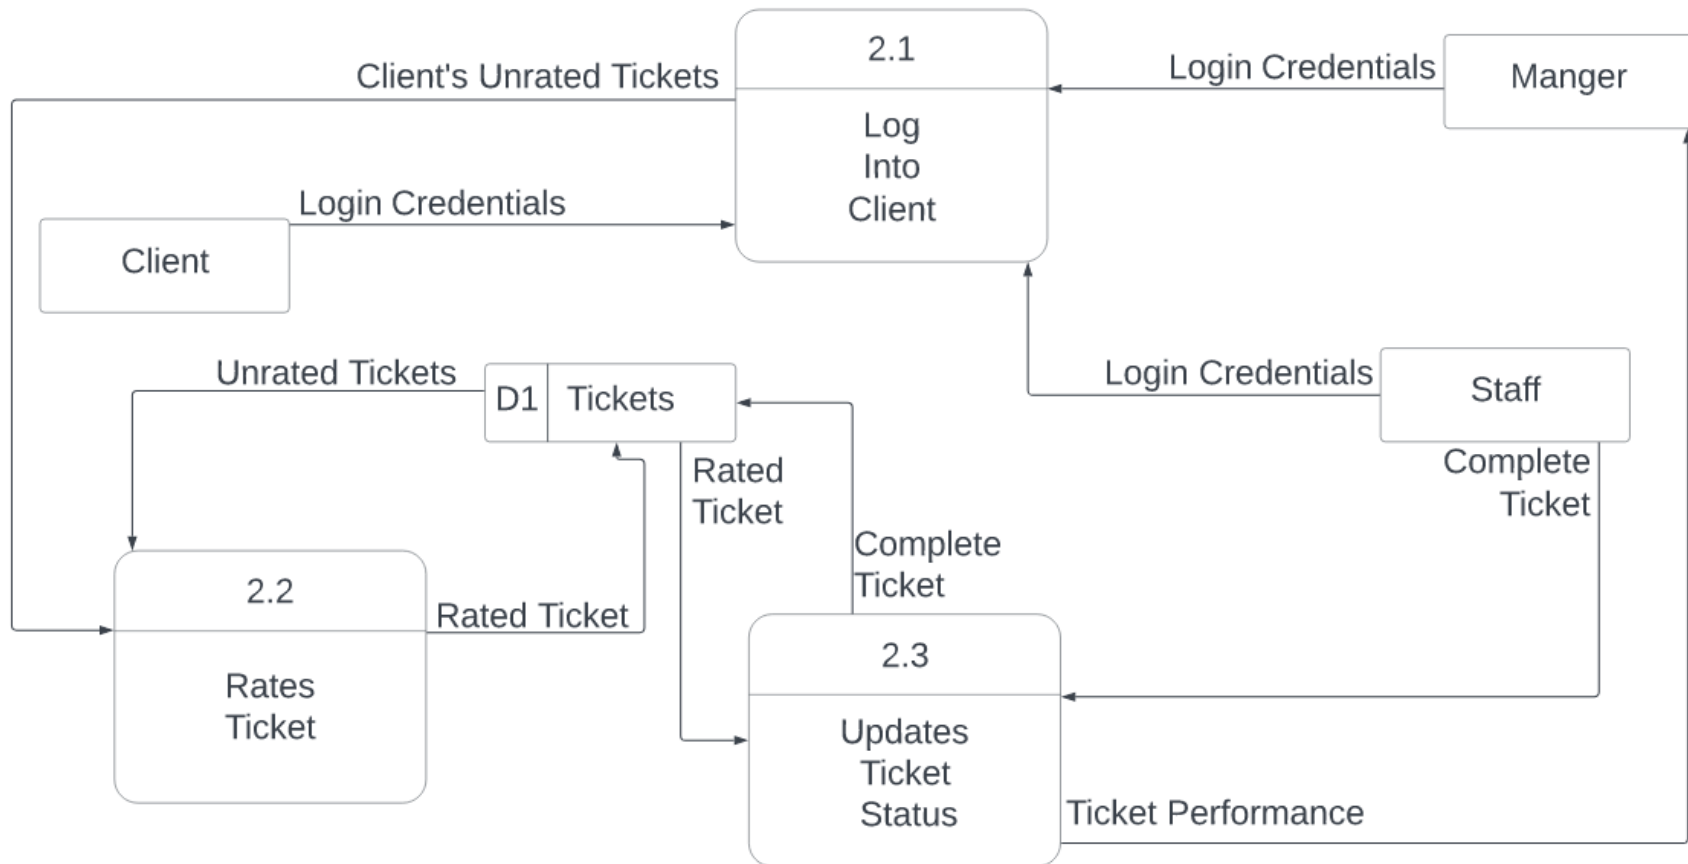 2.1
Log
Into
Client
Client's Unrated Tickets
Login Credentials
Manger
Login Credentials
Client
Unrated Tickets
D1 Tickets
Login Credentials
Staff
Rated
Ticket
Complete
Ticket
Complete
Ticket
2.2
Rates
Ticket
Rated Ticket
2.3
Updates
Ticket
Status
Ticket Performance